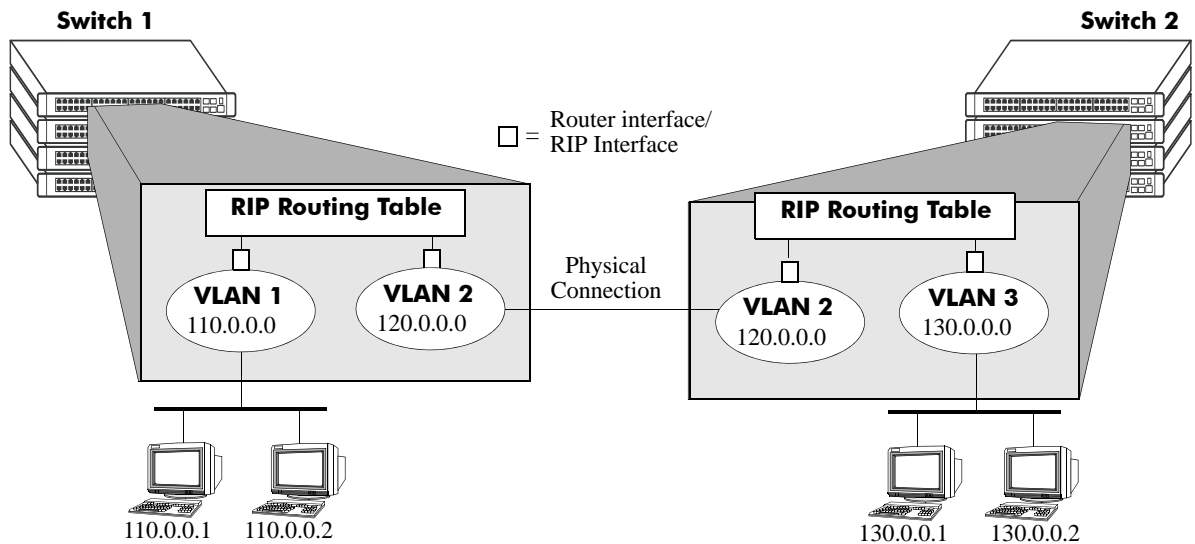 Switch 1
Switch 2
= Router interface/
RIP Interface
RIP Routing Table
RIP Routing Table
VLAN 1
110.0.0.0
VLAN 2
120.0.0.0
Physical
Connection
VLAN 2
120.0.0.0
VLAN 3
130.0.0.0
110.0.0.1
110.0.0.2
130.0.0.1
130.0.0.2